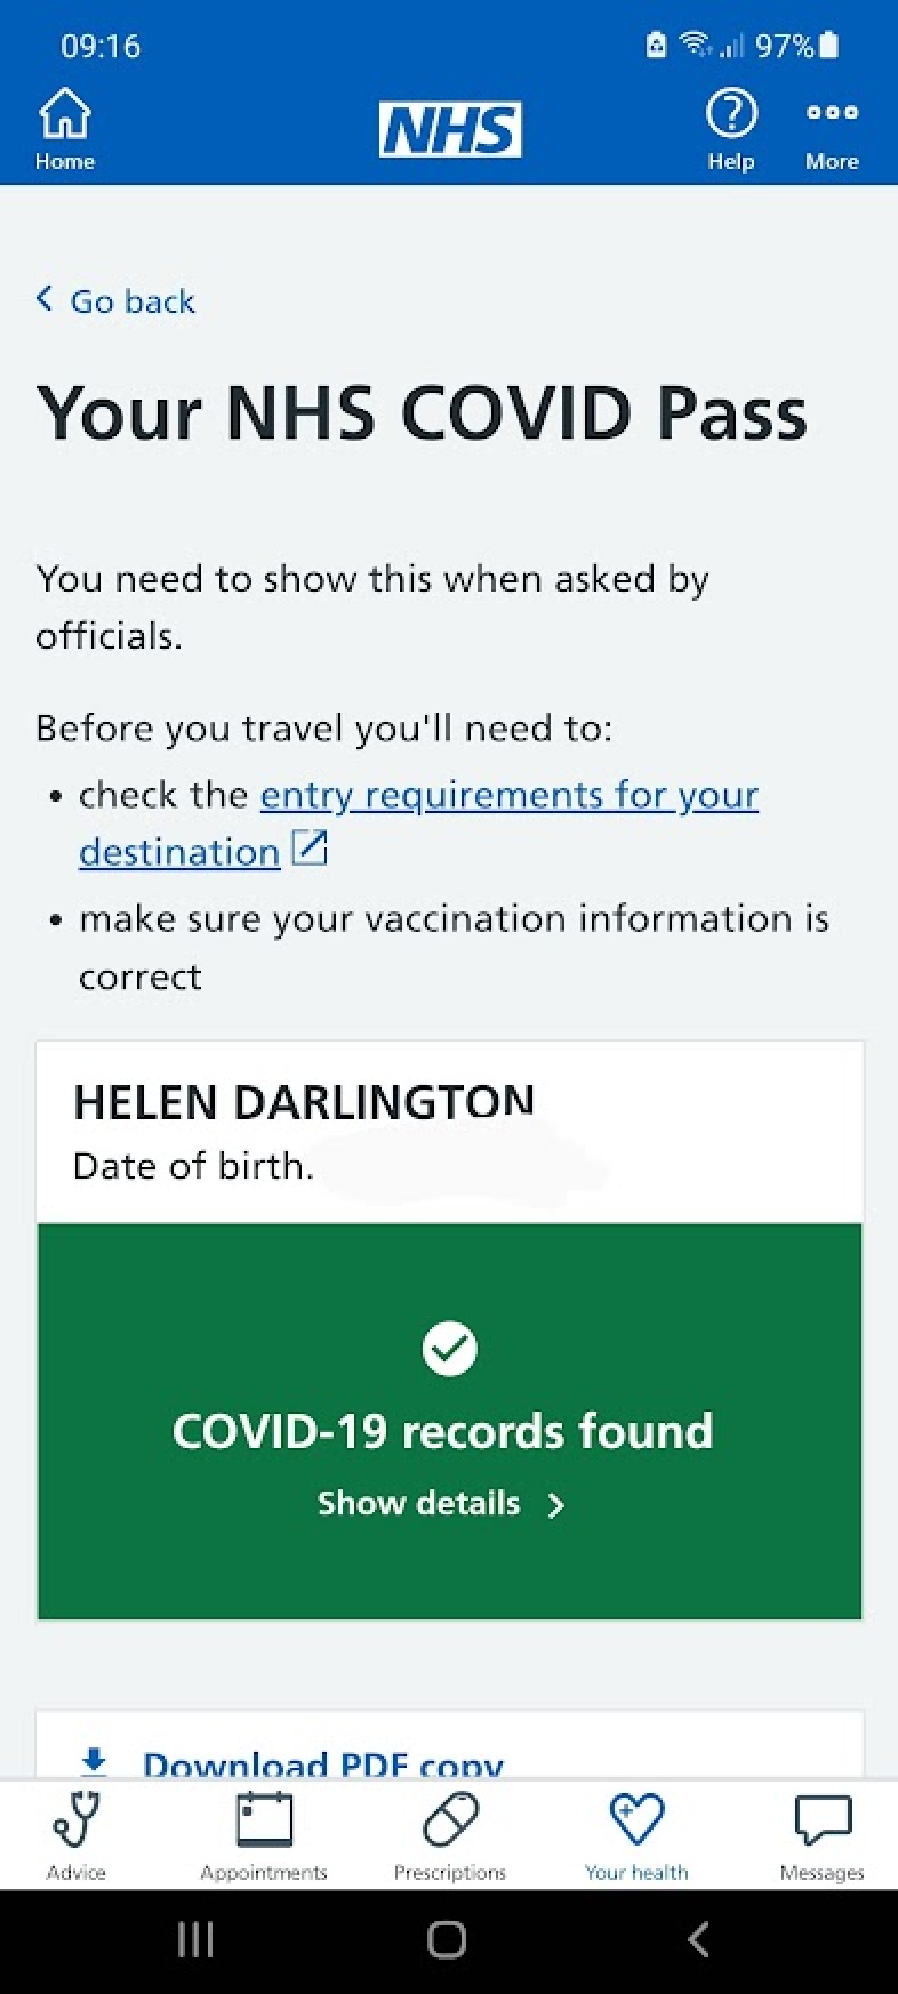 09:16
97%
Home
NHS
Help
More
Go back
Your NHS COVID Pass
You need to show this when asked by
officials.
Before you travel you'll need to:
• check the entry requirements for your
destination
• make sure your vaccination information is
correct
HELEN DARLINGTON
Date of birth.
COVID-19 records found
Show details
Download PDF copy
Advice
Appointments
Prescriptions
Your health
Messages